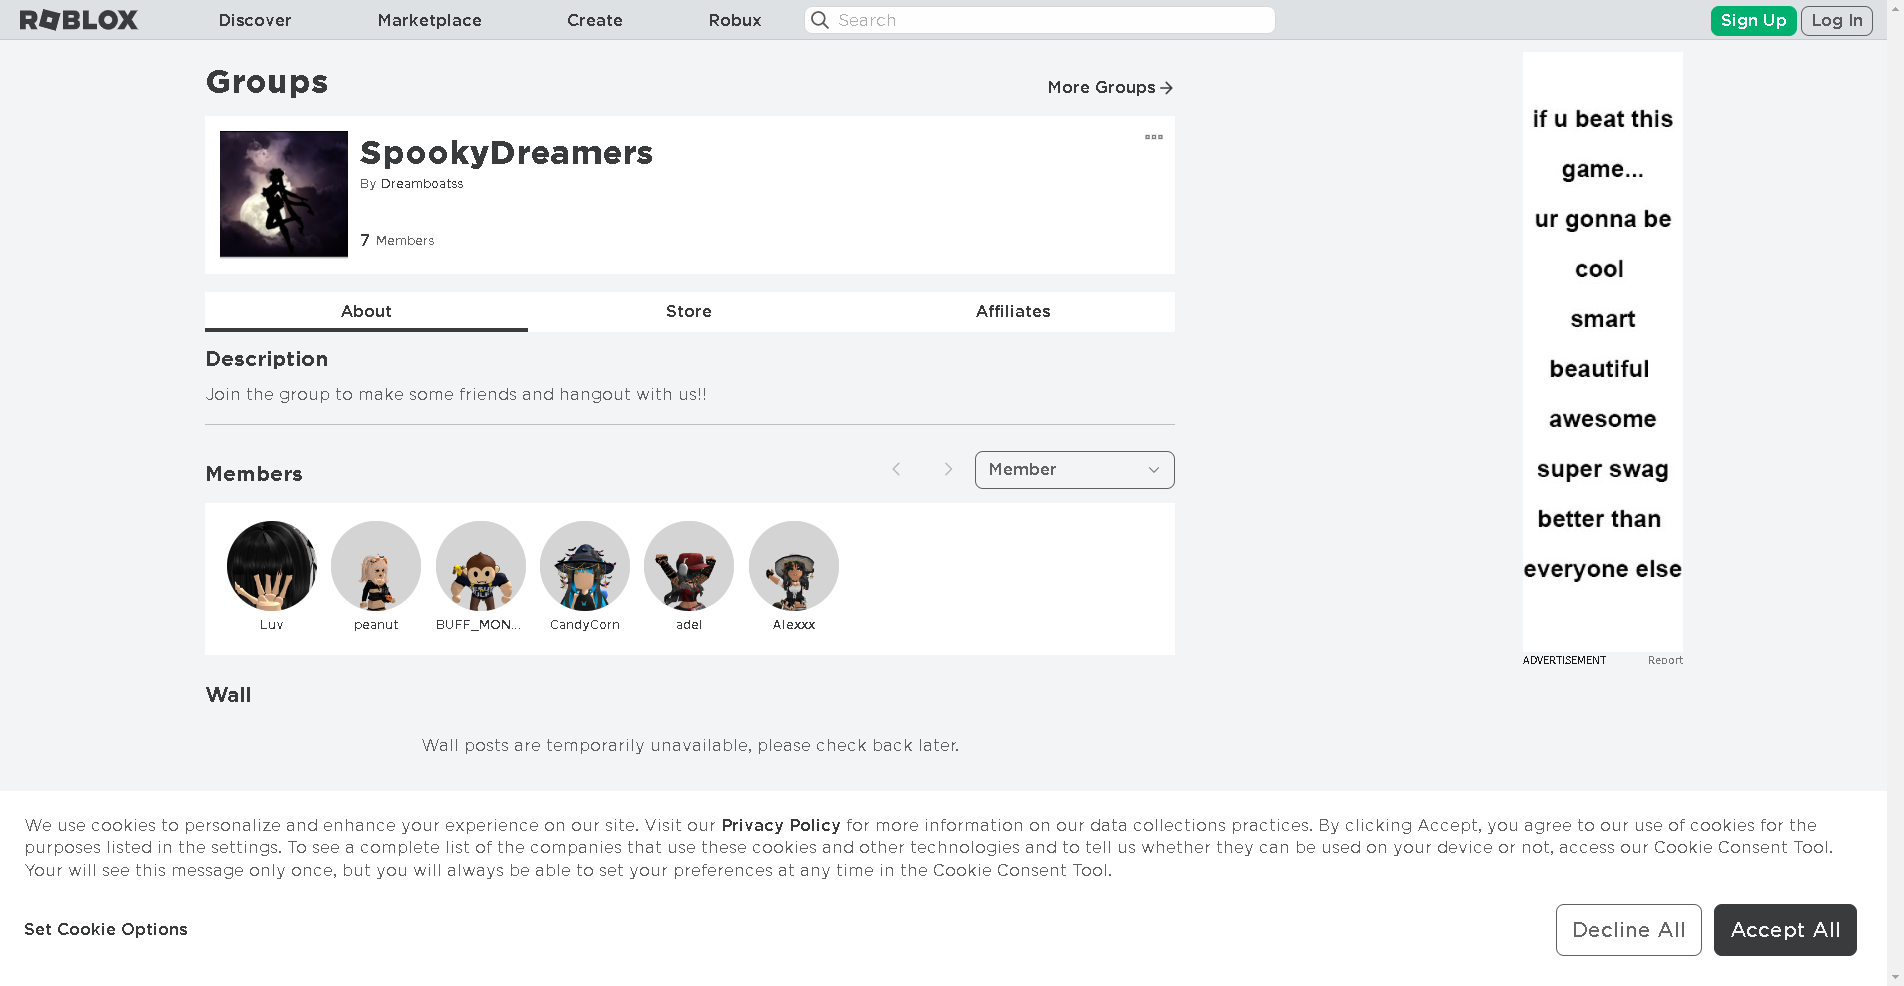 ROBLOX
Discover
Marketplace
Create
Robux
Search
Sign Up
Log In
Groups
More Groups
SpookyDreamers
By Dreamboatss
7 Members
About
Store
Affiliates
Description
Join the group to make some friends and hangout with us!!
Members
Member
Luv
peanut
BUFF_MON...
CandyCorn
adel
Alexxx
Wall
Wall posts are temporarily unavailable, please check back later.
if u beat this
game...
ur gonna be
cool
smart
beautiful
awesome
super swag
better than
everyone else
ADVERTISEMENT
Report
We use cookies to personalize and enhance your experience on our site. Visit our Privacy Policy for more information on our data collections practices. By clicking Accept, you agree to our use of cookies for the
purposes listed in the settings. To see a complete list of the companies that use these cookies and other technologies and to tell us whether they can be used on your device or not, access our Cookie Consent Tool.
Your will see this message only once, but you will always be able to set your preferences at any time in the Cookie Consent Tool.
Set Cookie Options
Decline All
Accept All